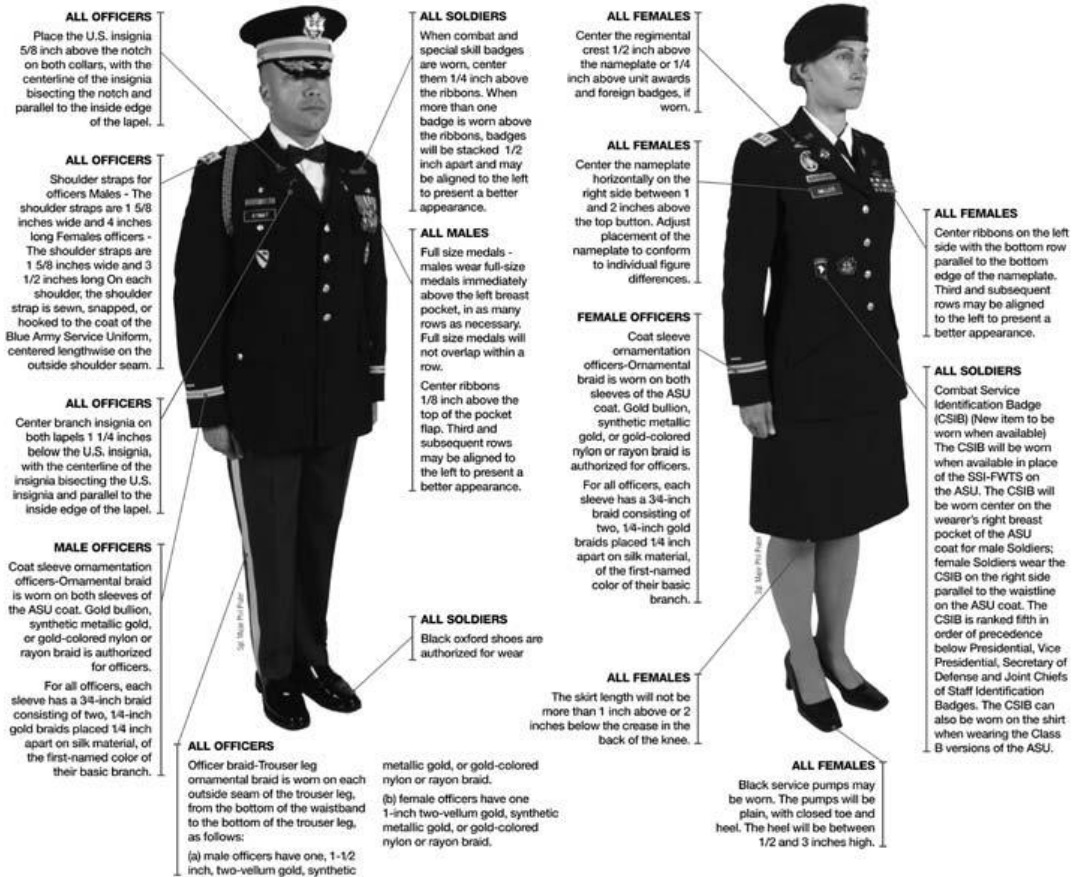 ALL OFFICERS
Place the U.S. insignia
5/8 inch above the notch
on both collars, with the
centerline of the insignia
bisecting the notch and
parallel to the inside edge
of the lapel.
ALL OFFICERS
Shoulder straps for
officers Males - The
shoulder straps are 1 5/8
inches wide and 4 inches
long Females officers -
The shoulder straps are
1 5/8 inches wide and 3
1/2 inches long On each
shoulder, the shoulder
strap is sewn, snapped, or
hooked to the coat of the
Blue Army Service Uniform,
centered lengthwise on the
outside shoulder seam.
ALL OFFICERS
Center branch insignia on
both lapels 1 1/4 inches
below the U.S. insignia,
with the centerline of the
insignia bisecting the U.S.
insignia and parallel to the
inside edge of the lapel.
MALE OFFICERS
Coat sleeve ornamentation
officers-Ornamental braid
is worn on both sleeves of
the ASU coat. Gold bullion,
synthetic metallic gold,
or gold-colored nylon or
rayon braid is authorized
for officers.
For all officers, each
sleeve has a 3⁄4-inch braid
consisting of two, 1⁄4-inch
gold braids placed 1⁄4 inch
apart on silk material, of
the first-named color of
their basic branch.
ALL SOLDIERS
When combat and
special skill badges
are worn, center
them 1/4 inch above
the ribbons. When
more than one
badge is worn above
the ribbons, badges
will be stacked 1/2
inch apart and may
be aligned to the left
to present a better
appearance.
ALL MALES
Full size medals -
males wear full-size
medals immediately
above the left breast
pocket, in as many
rows as necessary.
Full size medals will
not overlap within a
row.
Center ribbons
1/8 inch above the
top of the pocket
flap. Third and
subsequent rows
may be aligned to
the left to present a
better appearance.
ALL SOLDIERS
Black oxford shoes are
authorized for wear
Sgt. Major Phil Prater
ALL OFFICERS
Officer braid-Trouser leg
ornamental braid is worn on each
outside seam of the trouser leg,
from the bottom of the waistband
to the bottom of the trouser leg,
as follows:
(a) male officers have one, 1-1⁄2
inch, two-vellum gold, synthetic
metallic gold, or gold-colored
nylon or rayon braid.
(b) female officers have one
1-inch two-vellum gold, synthetic
metallic gold, or gold-colored
nylon or rayon braid.
ALL FEMALES
Center the regimental
crest 1/2 inch above
the nameplate or 1/4
inch above unit awards
and foreign badges, if
worn.
ALL FEMALES
Center the nameplate
horizontally on the
right side between 1
and 2 inches above
the top button. Adjust
placement of the
nameplate to conform
to individual figure
differences.
FEMALE OFFICERS
Coat sleeve
ornamentation
officers-Ornamental
braid is worn on both
sleeves of the ASU
coat. Gold bullion,
synthetic metallic
gold, or gold-colored
nylon or rayon braid is
authorized for officers.
For all officers, each
sleeve has a 3⁄4-inch
braid consisting of
two, 1⁄4-inch gold
braids placed 1⁄4 inch
apart on silk material,
of the first-named
color of their basic
branch.
ALL FEMALES
The skirt length will not be
more than 1 inch above or 2
inches below the crease in the
back of the knee.
Sgt. Major Phil Prater
MILLER
ALL FEMALES
Center ribbons on the left
side with the bottom row
parallel to the bottom
edge of the nameplate.
Third and subsequent
rows may be aligned
to the left to present a
better appearance.
ALL SOLDIERS
Combat Service
Identification Badge
(CSIB) (New item to be
worn when available)
The CSIB will be worn
when available in place
of the SSI-FWTS on
the ASU. The CSIB will
be worn center on the
wearer's right breast
pocket of the ASU
coat for male Soldiers;
female Soldiers wear the
CSIB on the right side
parallel to the waistline
on the ASU coat. The
CSIB is ranked fifth in
order of precedence
below Presidential, Vice
Presidential, Secretary of
Defense and Joint Chiefs
of Staff Identification
Badges. The CSIB can
also be worn on the shirt
when wearing the Class
B versions of the ASU.
ALL FEMALES
Black service pumps may
be worn. The pumps will be
plain, with closed toe and
heel. The heel will be between
1/2 and 3 inches high.